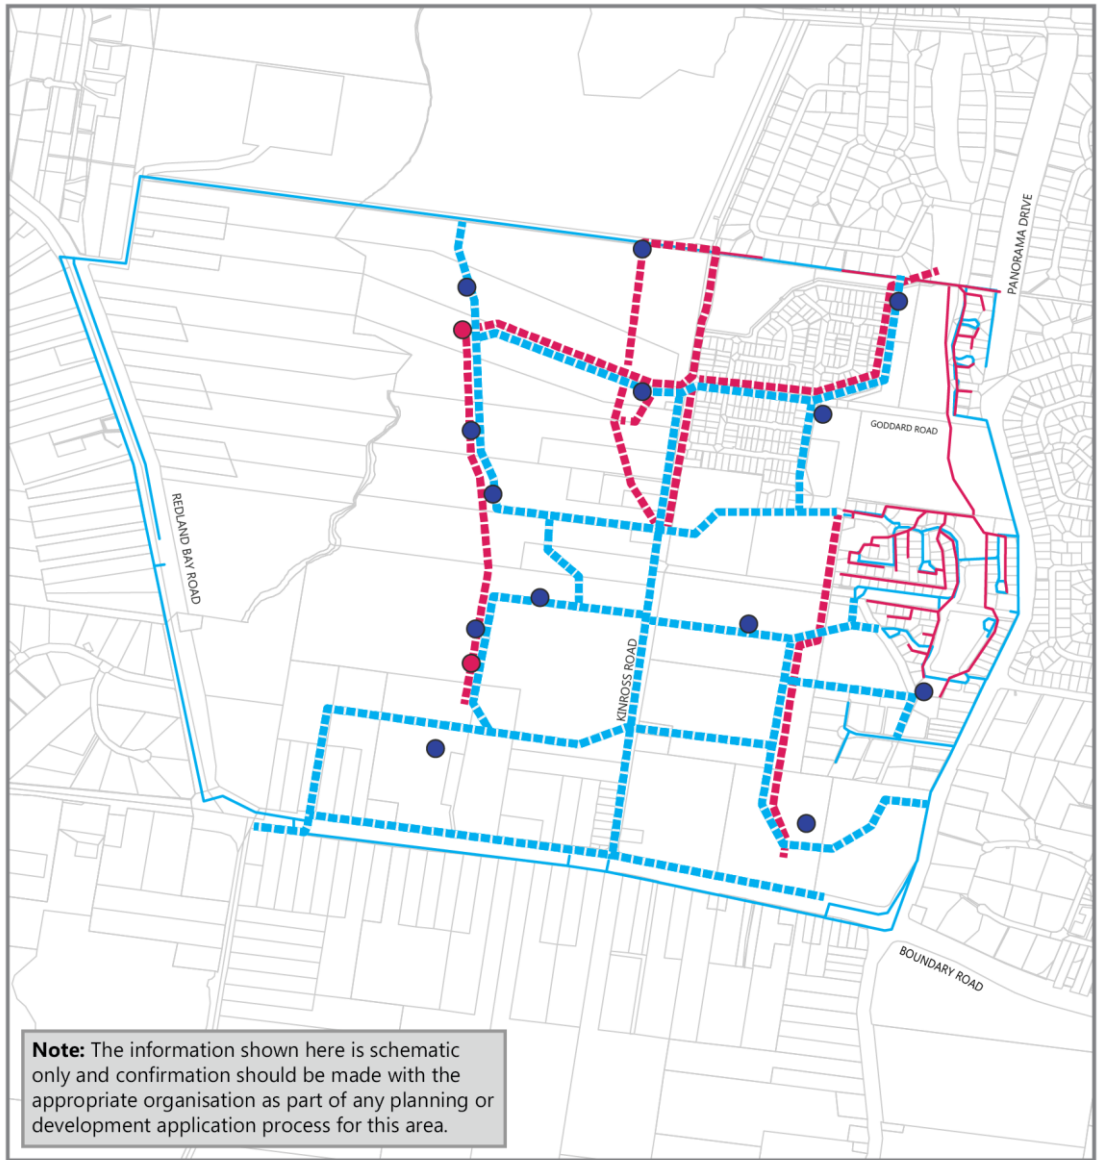 PANORAMA DRIVE
GODDARD ROAD
REDLAND BAY ROAD
KINROSS ROAD
BOUNDARY ROAD
Note: The information shown here is schematic
only and confirmation should be made with the
appropriate organisation as part of any planning or
development application process for this area.